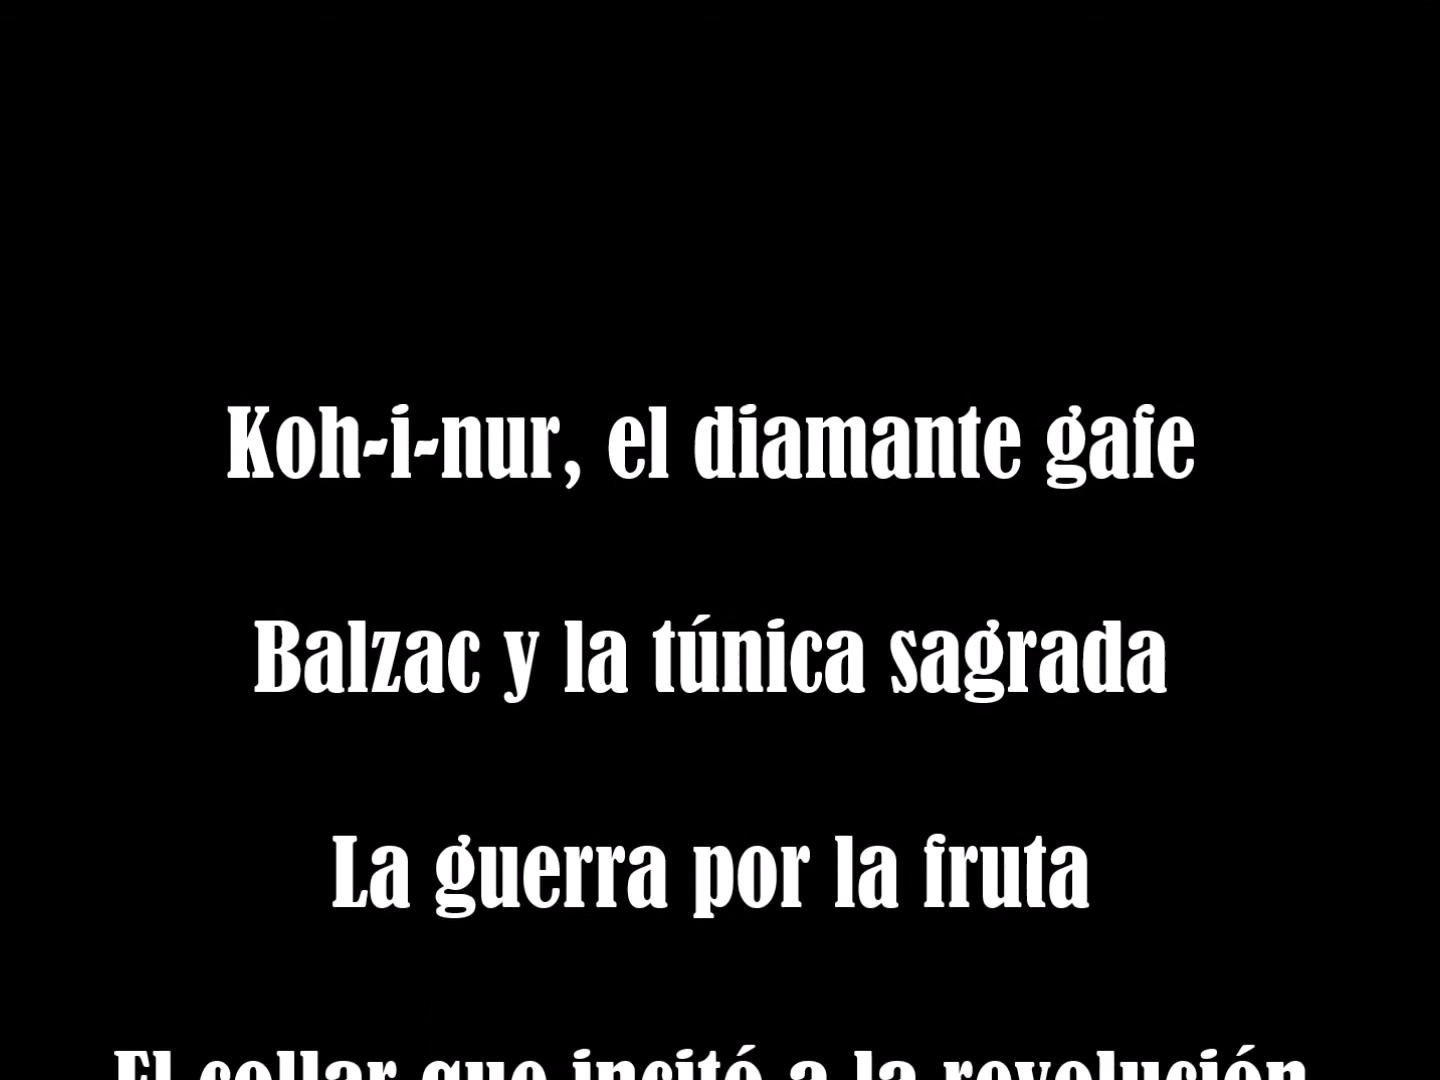 Koh-i-nur, el diamante gafe
Balzac y la túnica sagrada
La guerra por la fruta
El collar que incitó a la revolución